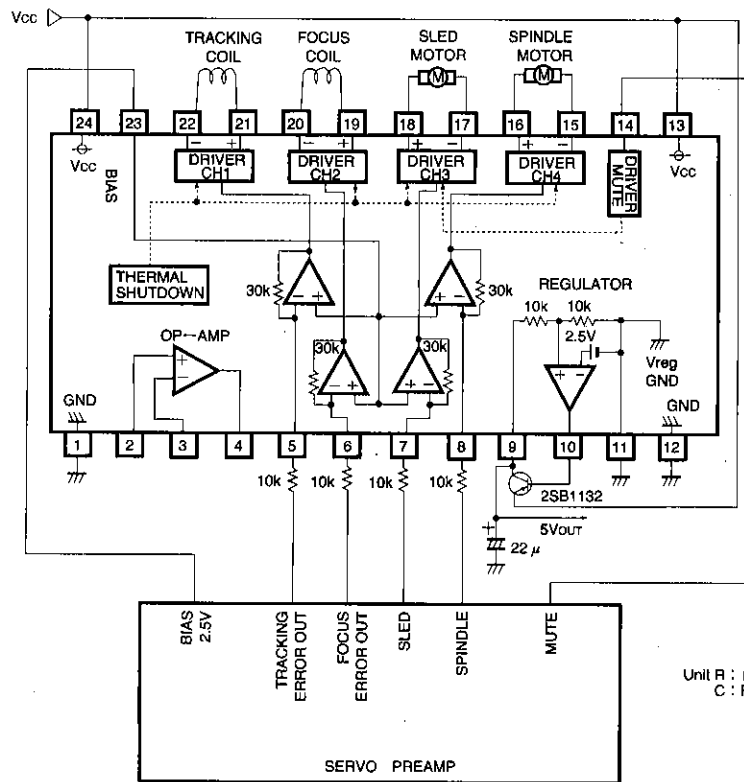 Vcc
TRACKING
COIL
FOCUS
COIL
SLED
MOTOR
SPINDLE
MOTOR
M
M
24
23
22
21
20
19
18
17
16
15
14
13
Vcc
BIAS
− +
DRIVER
CH1
− +
DRIVER
CH2
+ −
DRIVER
CH3
+ −
DRIVER
CH4
DRIVER
MUTE
Vcc
THERMAL
SHUTDOWN
30k
− +
+ −
30k
REGULATOR
10k
10k
2.5V
Vreg
GND
OP−AMP
+
−
30k
− +
30k
+ −
+ −
GND
GND
1
2
3
4
5
6
7
8
9
10
11
12
10k
10k
10k
10k
2SB1132
+
5VOUT
22 μ
BIAS
2.5V
TRACKING
ERROR OUT
FOCUS
ERROR OUT
SLED
SPINDLE
MUTE
SERVO PREAMP
Unit R :
C :